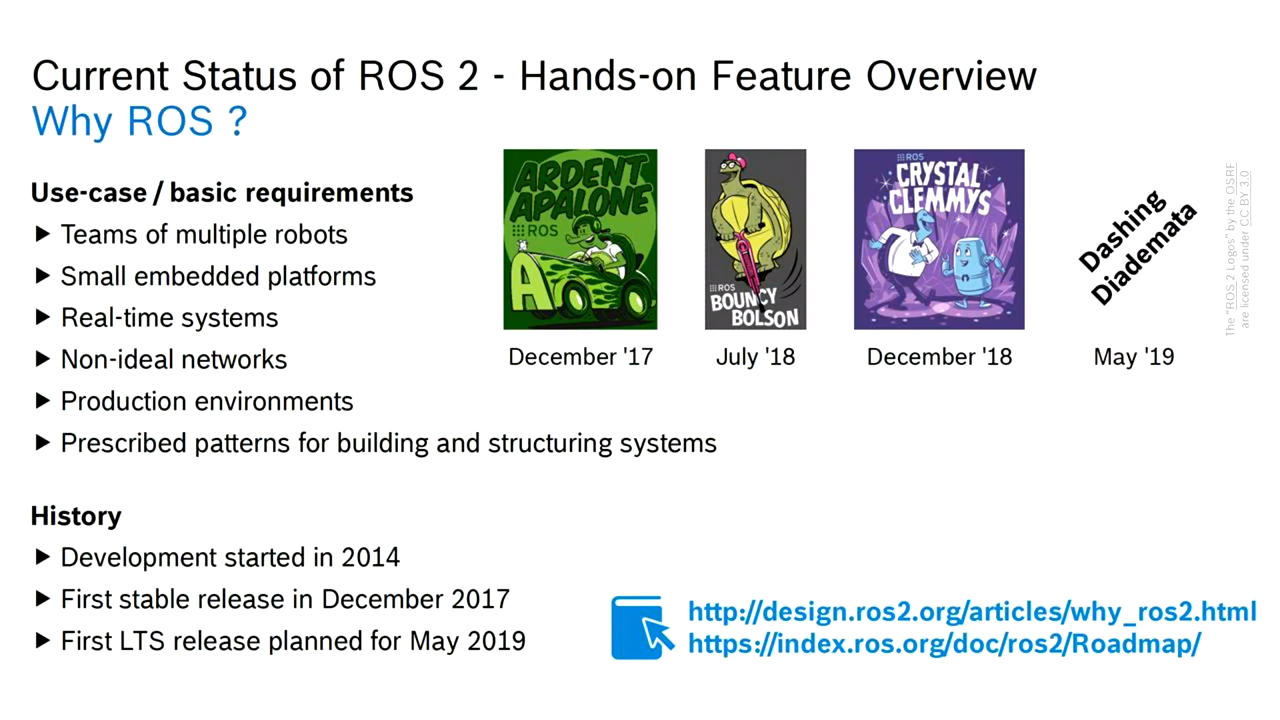 Current Status of ROS 2 - Hands-on Feature Overview
Why ROS ?
Use-case / basic requirements
Teams of multiple robots
Small embedded platforms
Real-time systems
Non-ideal networks
Production environments
Prescribed patterns for building and structuring systems
ARDENT
APALONE
ROS
A
December '17
ROS
BOUNCY
BOLSON
July '18
ROS
CRYSTAL
CLEMMYS
December '18
Dashing
Diademata
May '19
The "ROS 2 Logos" by the OSRF
are licensed under CC BY 3.0
History
Development started in 2014
First stable release in December 2017
First LTS release planned for May 2019
http://design.ros2.org/articles/why_ros2.html
https://index.ros.org/doc/ros2/Roadmap/